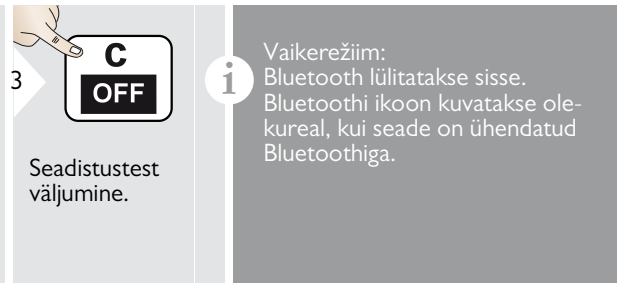 3
C
OFF
Seadistustest
väljumine.
i
Vaikerežiim:
Bluetooth lülitatakse sisse.
Bluetoothi ikoon kuvatakse ole-
kureal, kui seade on ühendatud
Bluetoothiga.